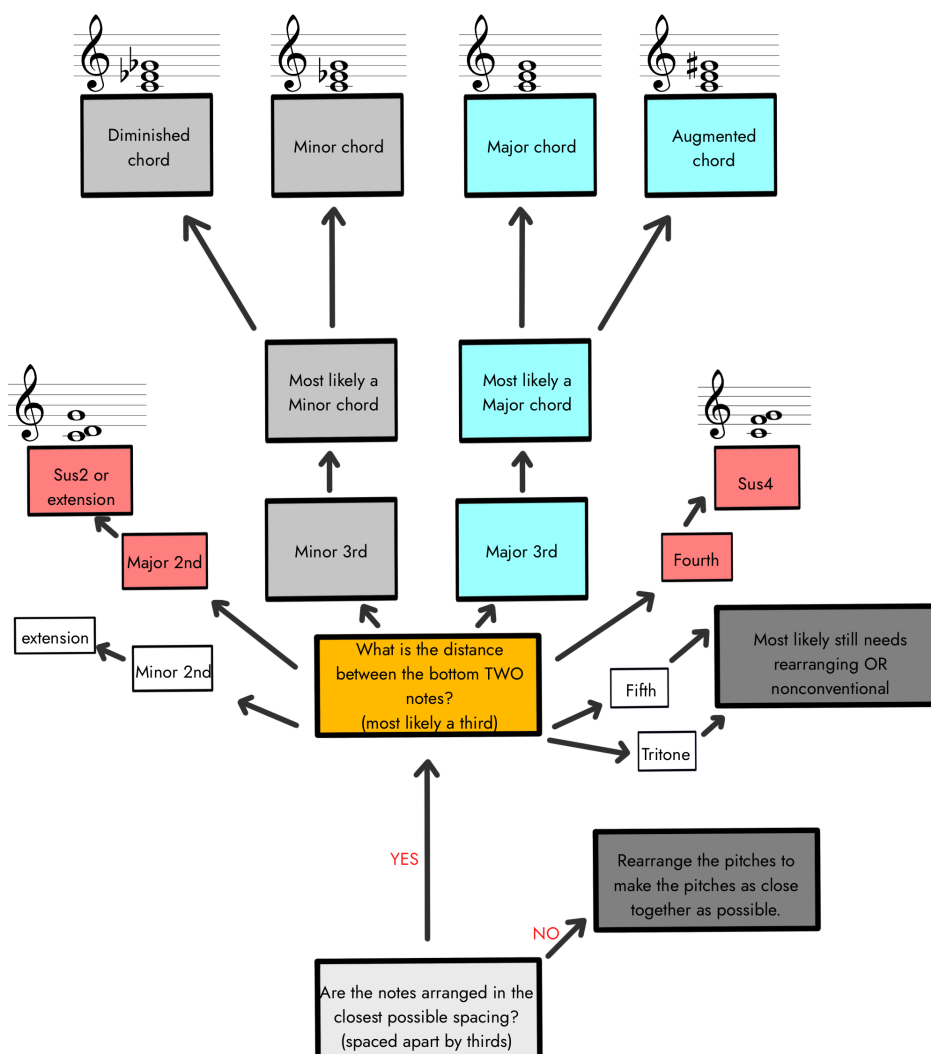 Diminished
chord
Minor chord
Major chord
Augmented
chord
Most likely a
Minor chord
Most likely a
Major chord
Sus2 or
extension
Sus4
Minor 3rd
Major 3rd
Major 2nd
Fourth
extension
Minor 2nd
What is the distance
between the bottom TWO
notes?
(most likely a third)
Most likely still needs
rearranging OR
nonconventional
Fifth
Tritone
YES
Rearrange the pitches to
make the pitches as close
together as possible.
NO
Are the notes arranged in the
closest possible spacing?
(spaced apart by thirds)